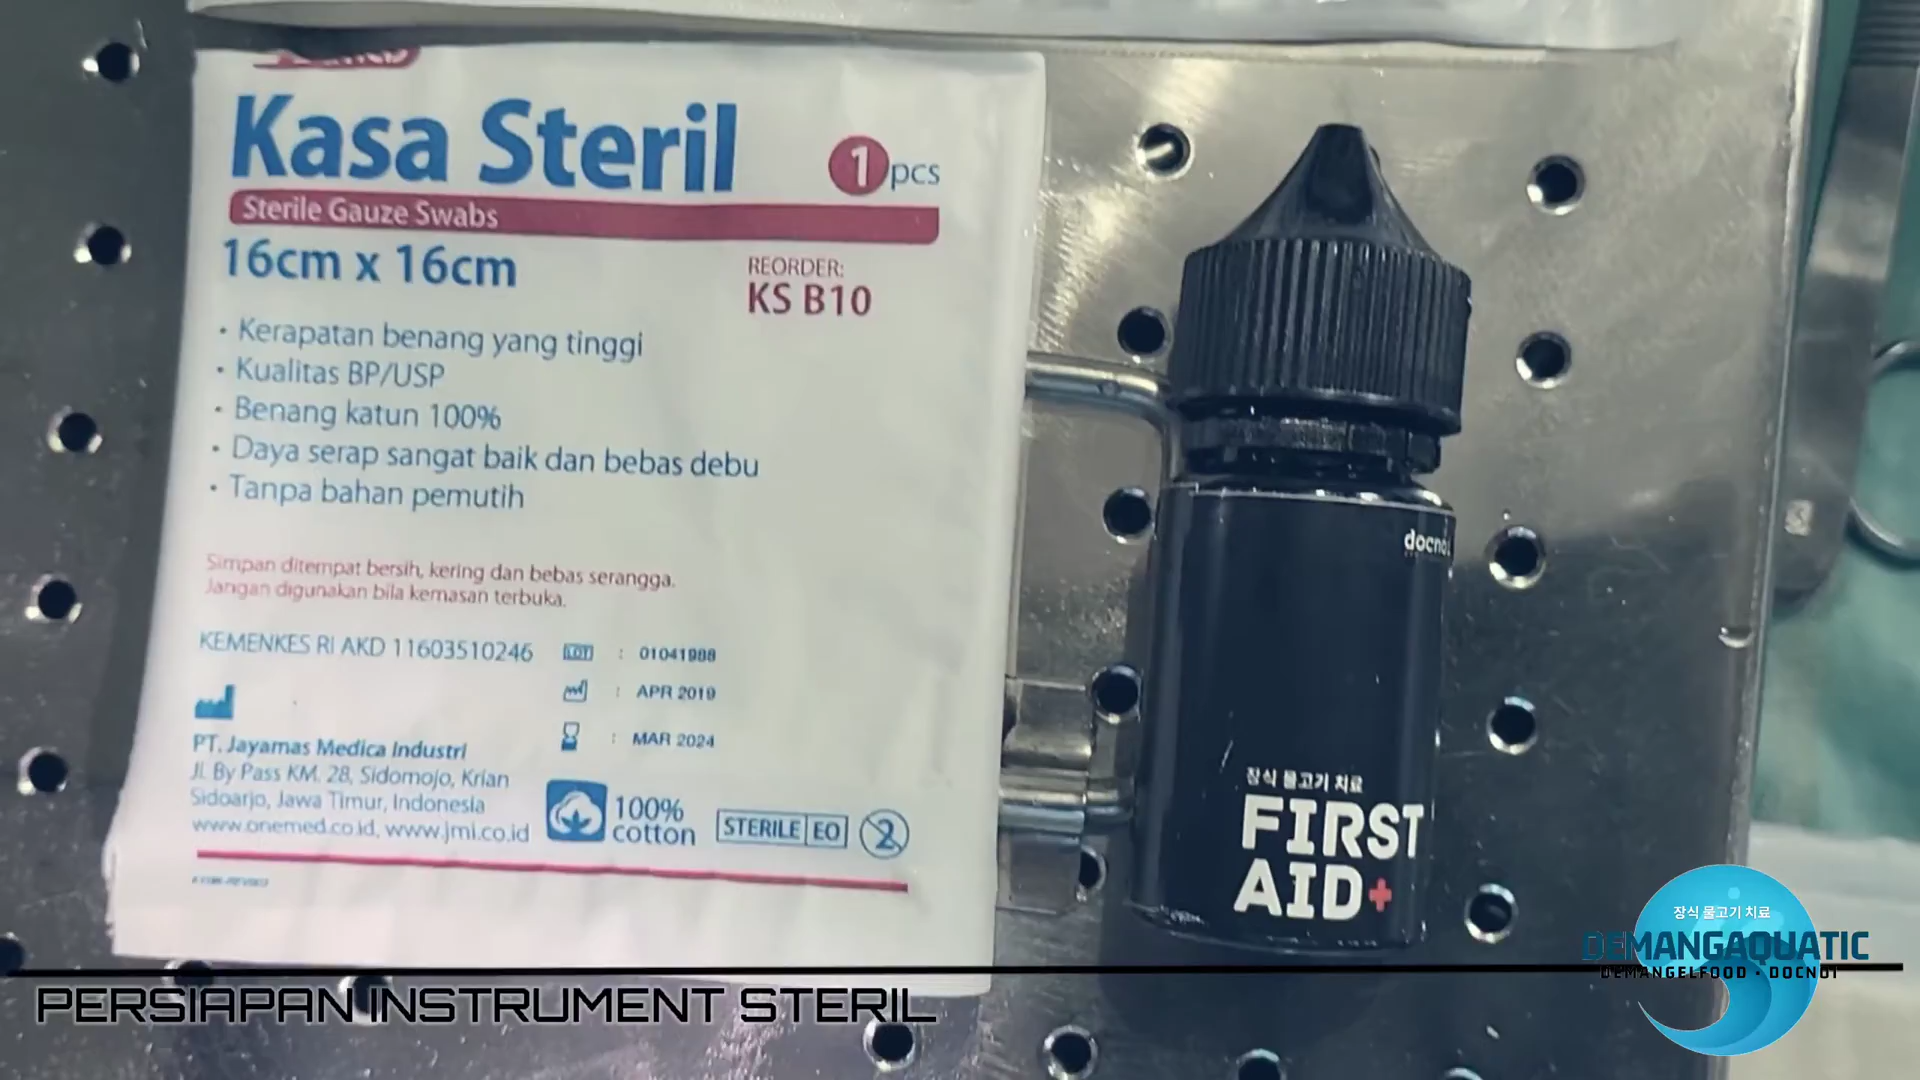 Kasa Steril
1 pcs
Sterile Gauze Swabs
16cm x 16cm
REORDER:
KS B10
• Kerapatan benang yang tinggi
• Kualitas BP/USP
• Benang katun 100%
• Daya serap sangat baik dan bebas debu
• Tanpa bahan pemutih
Simpan ditempat bersih, kering dan bebas serangga.
Jangan digunakan bila kemasan terbuka.
KEMENKES RI AKD 11603510246
LOT : 01041988
: APR 2019
: MAR 2024
PT. Jayamas Medica Industri
Jl. By Pass KM. 28, Sidomojo, Krian
Sidoarjo, Jawa Timur, Indonesia
www.onemed.co.id, www.jmi.co.id
100%
cotton
STERILE EO
2
장식 물고기 치료
FIRST
AID+
장식 물고기 치료
DEMANGAQUATIC
DEMANGELFOOD • DOCNOI
PERSIAPAN INSTRUMENT STERIL